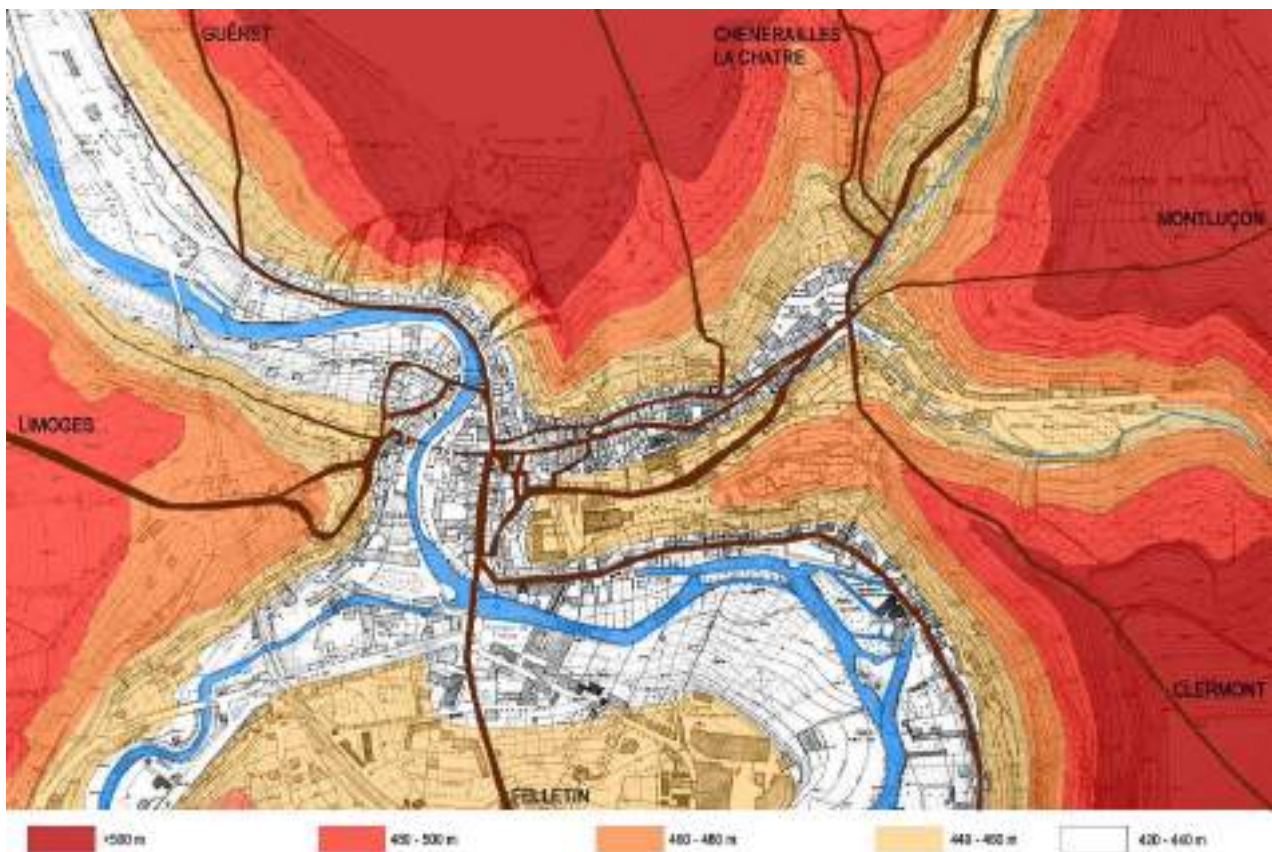 GUÉRET
CHENERAILLES
LA CHATRE
MONTLUÇON
LIMOGES
CLERMONT
FELLETIN
+500 m
480 - 500 m
460 - 480 m
440 - 460 m
420 - 440 m